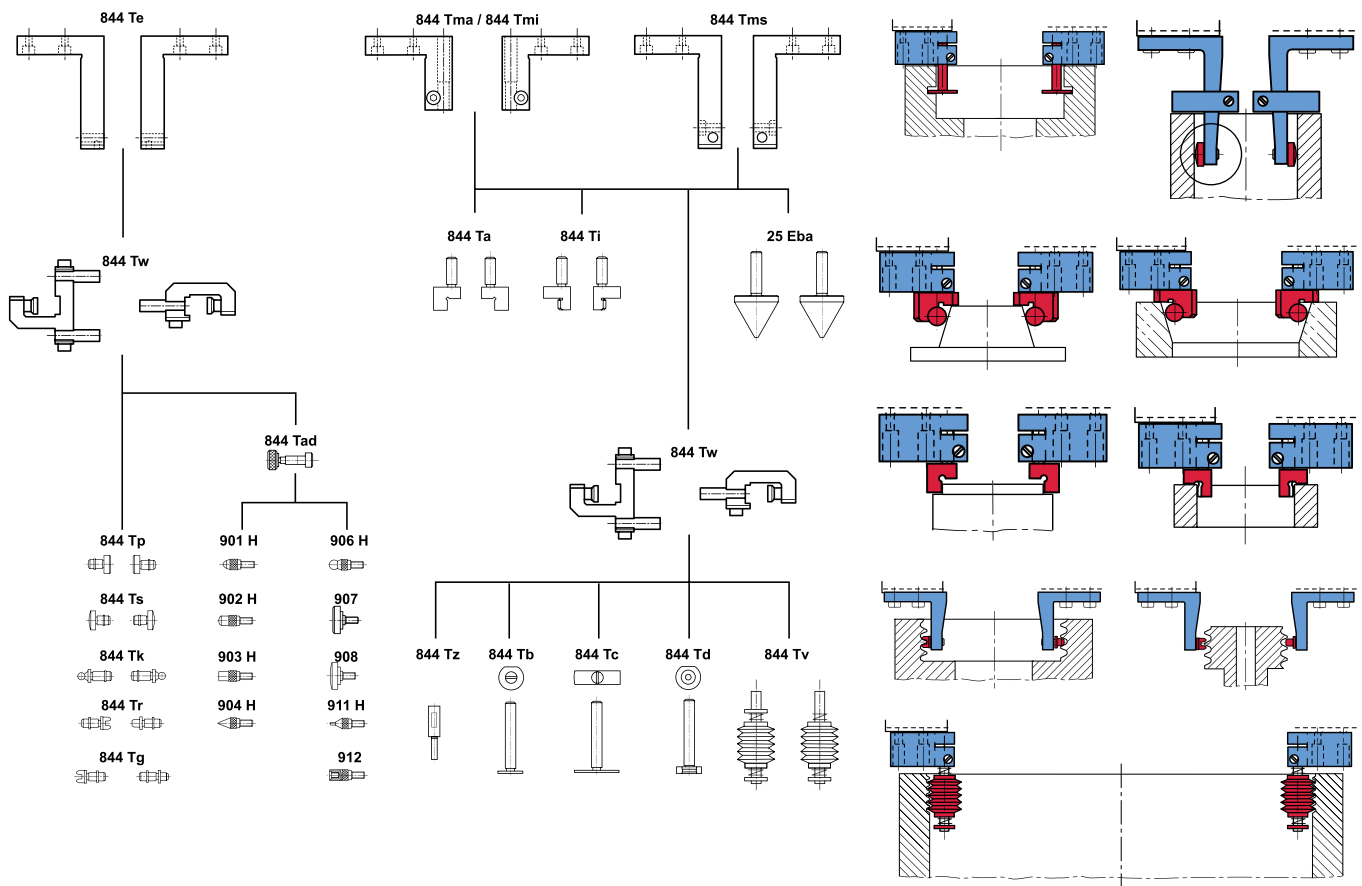 844 Te
844 Tma / 844 Tmi
844 Tms
844 Ta
844 Ti
25 Eba
844 Tw
844 Tad
844 Tw
844 Tp
901 H
906 H
844 Ts
902 H
907
844 Tk
903 H
908
844 Tz
844 Tb
844 Tc
844 Td
844 Tv
844 Tr
904 H
911 H
844 Tg
912